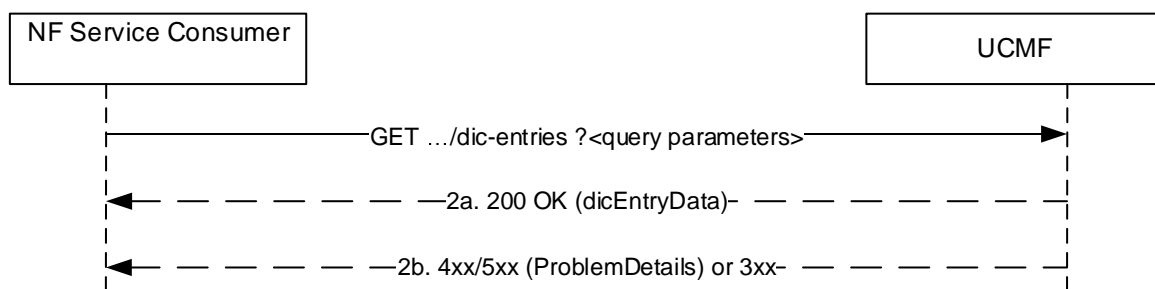 NF Service Consumer
UCMF
GET .../dic-entries ?<query parameters>
2a. 200 OK (dicEntryData)
2b. 4xx/5xx (ProblemDetails) or 3xx